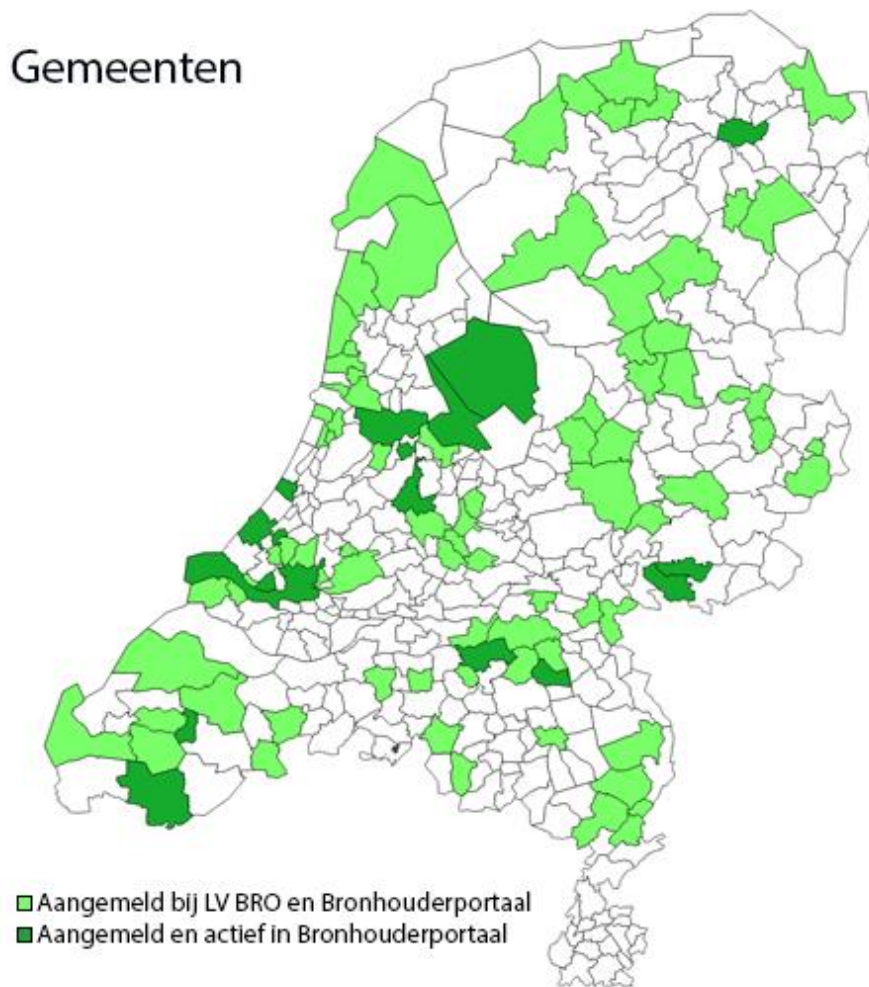 Gemeenten
Aangemeld bij LV BRO en Bronhouderportaal
Aangemeld en actief in Bronhouderportaal